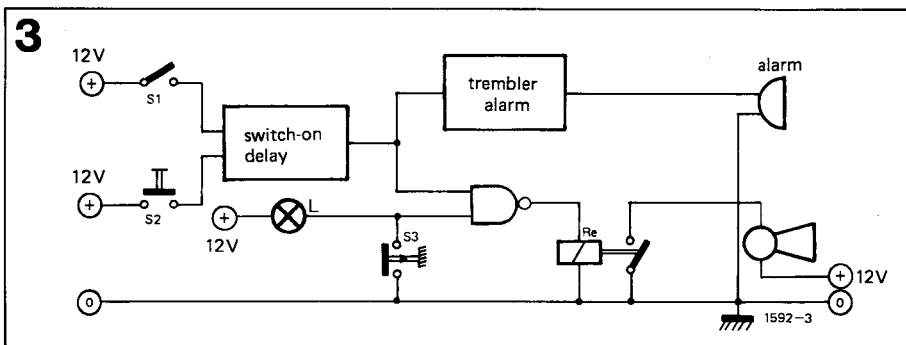 3
12V
+
S1
12V
+
S2
switch-on
delay
trembler
alarm
alarm
+
12V
L
S3
Re
+
12V
0
0
1592-3